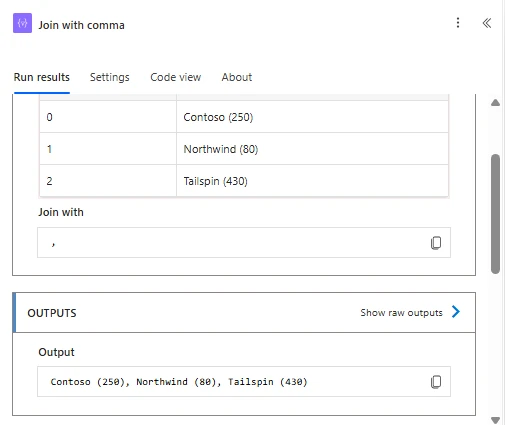 Join with comma
Run results Settings Code view About
0 Contoso (250)
1 Northwind (80)
2 Tailspin (430)
Join with
,
OUTPUTS Show raw outputs
Output
Contoso (250), Northwind (80), Tailspin (430)